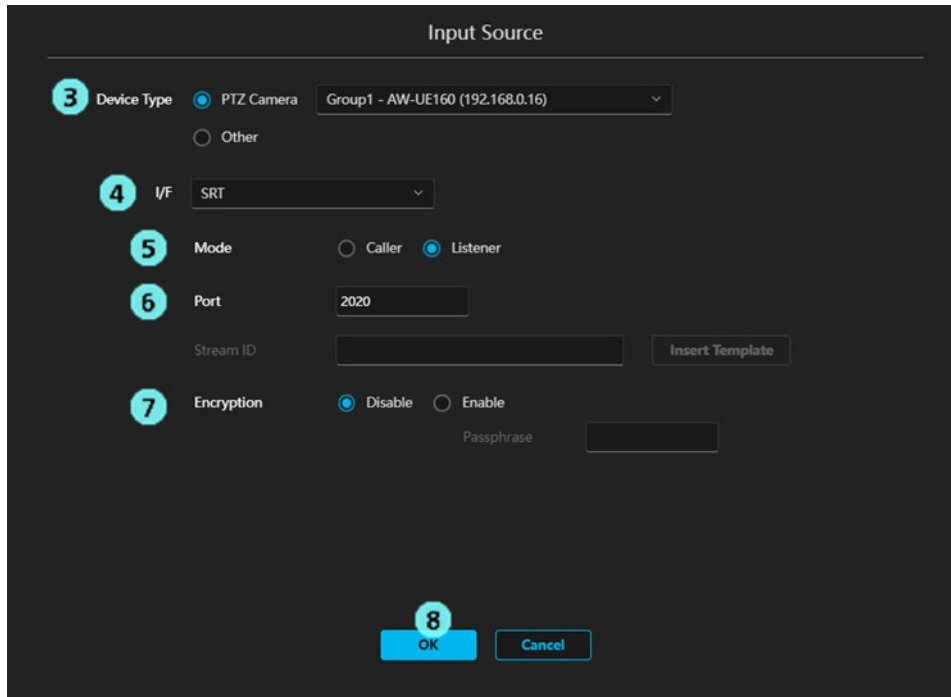 Input Source
3 Device Type PTZ Camera Group1 - AW-UE160 (192.168.0.16)
Other
4 I/F SRT
5 Mode Caller Listener
6 Port 2020
Stream ID Insert Template
7 Encryption Disable Enable
Passphrase
8
OK Cancel